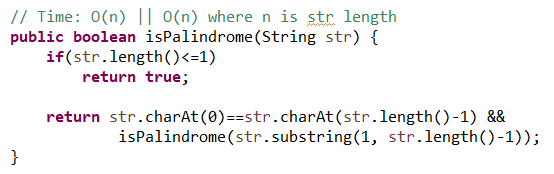 // Time: O(n) || O(n) where n is str length
public boolean isPalindrome(String str) {
if(str.length()<=1)
return true;
return str.charAt(0)==str.charAt(str.length()-1) &&
isPalindrome(str.substring(1, str.length()-1));
}